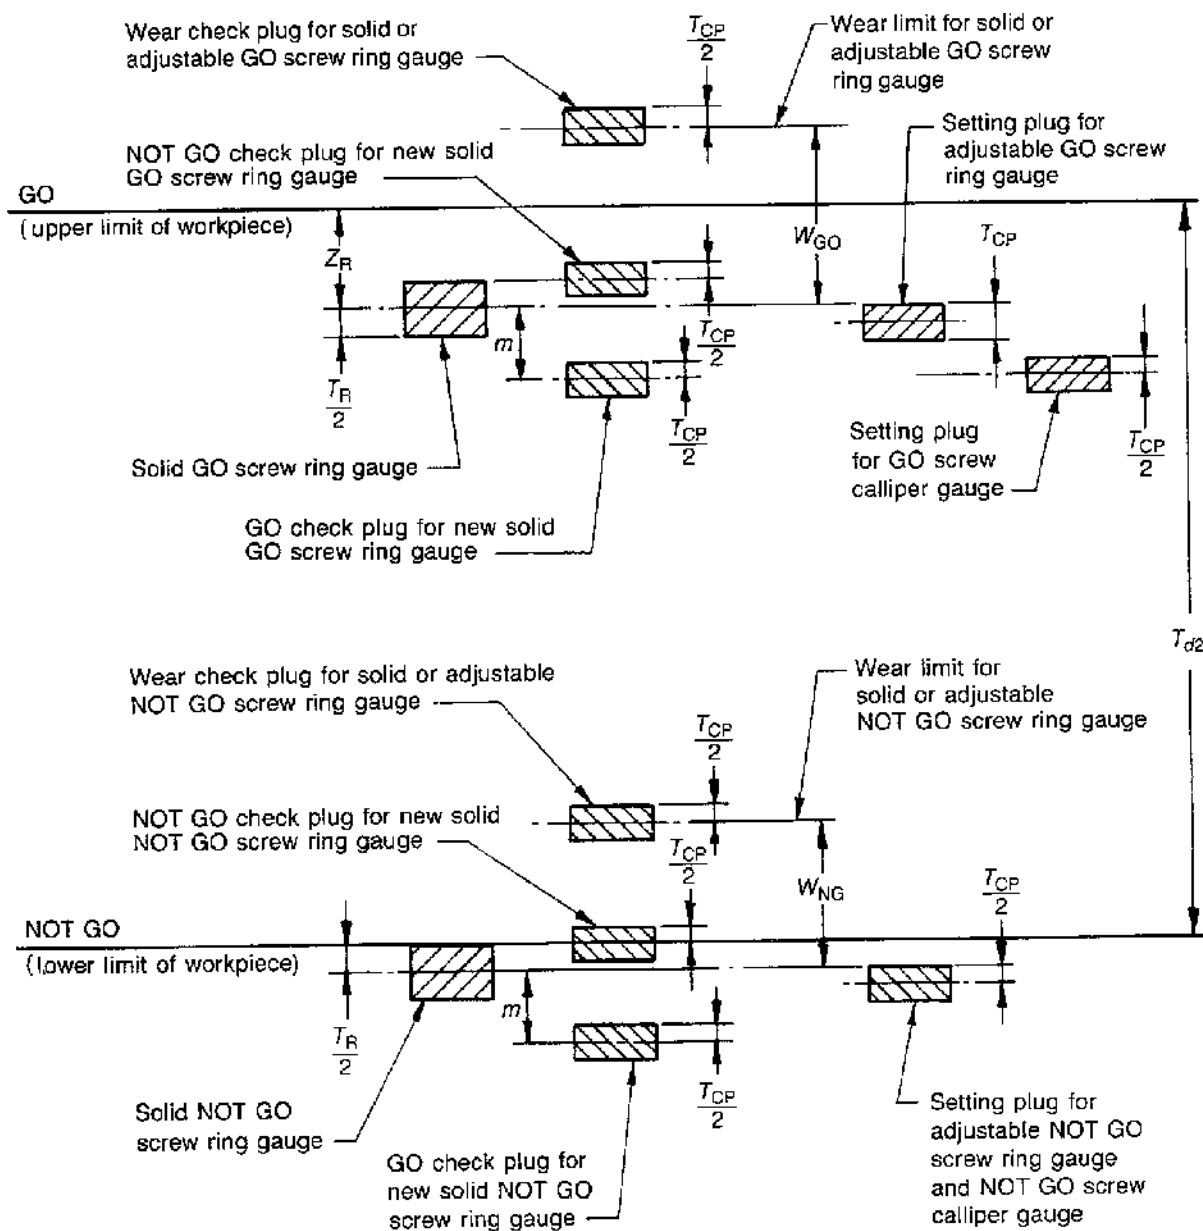 Wear check plug for solid or
adjustable GO screw ring gauge
T_CP
2
Wear limit for solid or
adjustable GO screw
ring gauge
Setting plug for
adjustable GO screw
ring gauge
NOT GO check plug for new solid
GO screw ring gauge
GO
(upper limit of workpiece)
Z_R
W_GO
T_CP
m
T_CP
2
T_R
2
T_CP
2
T_CP
2
Solid GO screw ring gauge
Setting plug
for GO screw
calliper gauge
GO check plug for new solid
GO screw ring gauge
T_d2
Wear check plug for solid or adjustable
NOT GO screw ring gauge
Wear limit for
solid or adjustable
NOT GO screw ring gauge
T_CP
2
NOT GO check plug for new solid
NOT GO screw ring gauge
T_CP
2
W_NG
T_CP
2
NOT GO
(lower limit of workpiece)
m
T_R
2
T_CP
2
Solid NOT GO
screw ring gauge
GO check plug for
new solid NOT GO
screw ring gauge
Setting plug for
adjustable NOT GO
screw ring gauge
and NOT GO screw
calliper gauge